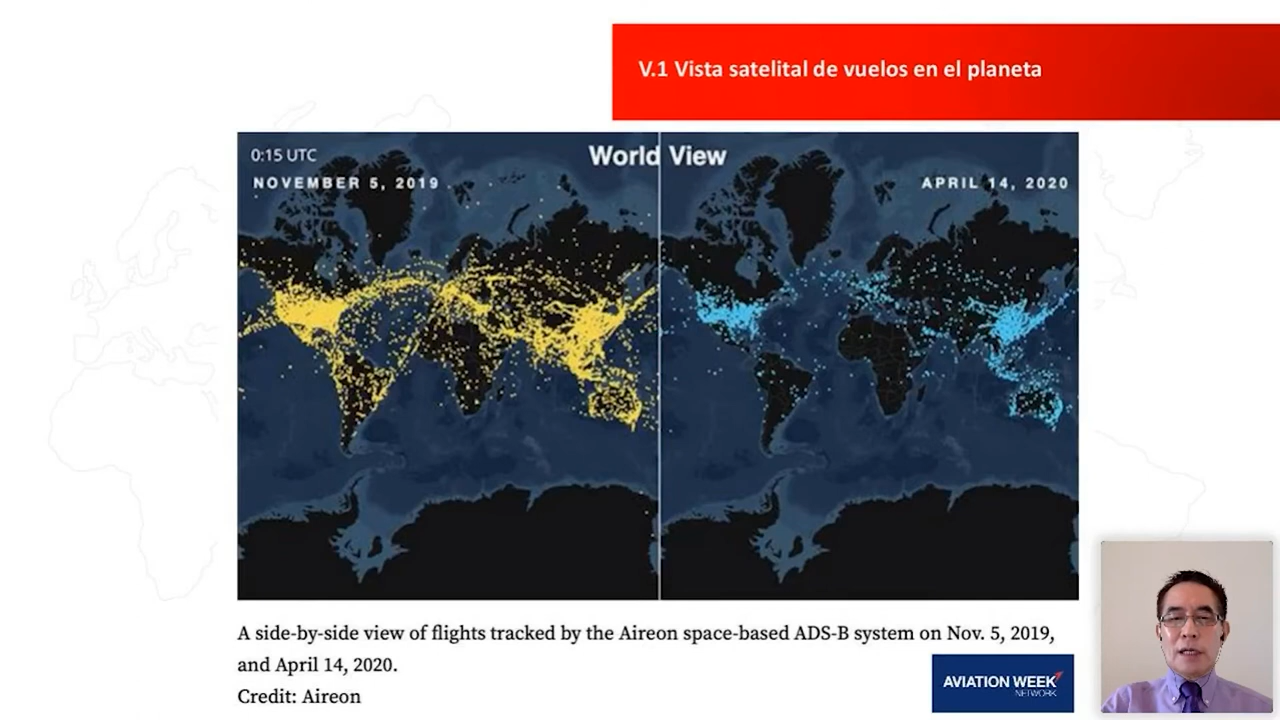 V.1 Vista satelital de vuelos en el planeta
0:15 UTC
World View
NOVEMBER 5, 2019
APRIL 14, 2020
A side-by-side view of flights tracked by the Aireon space-based ADS-B system on Nov. 5, 2019,
and April 14, 2020.
Credit: Aireon
AVIATION WEEK
NETWORK